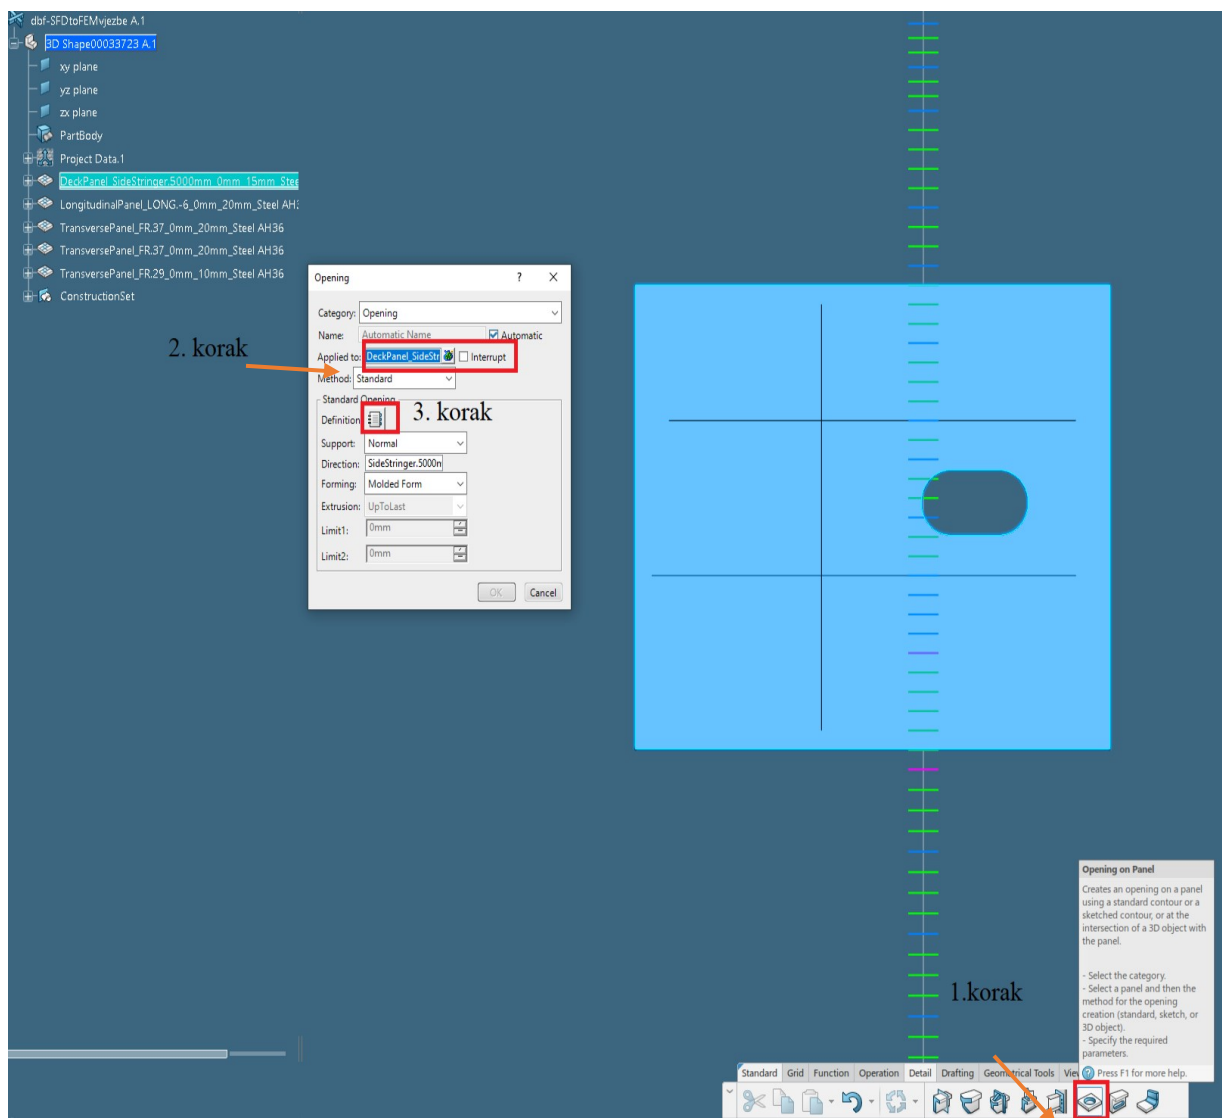 dbf-SFDtoFEMvjezbe A.1
3D Shape00033723 A.1
xy plane
yz plane
zx plane
PartBody
Project Data.1
DeckPanel_SideStringer.5000mm_0mm_15mm_Stee
LongitudinalPanel_LONG.-6_0mm_20mm_Steel AH:
TransversePanel_FR.37_0mm_20mm_Steel AH36
TransversePanel_FR.37_0mm_20mm_Steel AH36
TransversePanel_FR.29_0mm_10mm_Steel AH36
ConstructionSet
2. korak
Opening ? X
Category: Opening
Name: Automatic Name Automatic
Applied to: DeckPanel_SideStr Interrupt
Method: Standard
Standard Opening
Definition
3. korak
Support: Normal
Direction: SideStringer.5000n
Forming: Molded Form
Extrusion: UpToLast
Limit1: 0mm
Limit2: 0mm
OK Cancel
1.korak
Opening on Panel
Creates an opening on a panel
using a standard contour or a
sketched contour, or at the
intersection of a 3D object with
the panel.
- Select the category.
- Select a panel and then the
method for the opening
creation (standard, sketch, or
3D object).
- Specify the required
parameters.
Press F1 for more help.
Standard Grid Function Operation Detail Drafting Geometrical Tools Vie